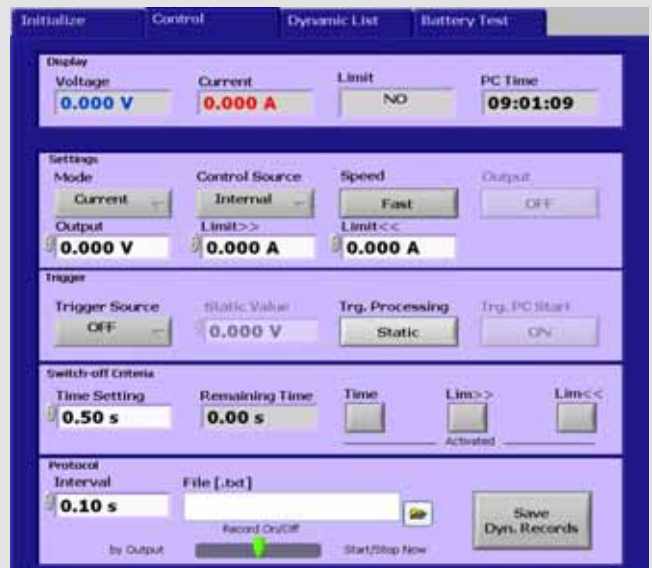 Initialize Control Dynamic List Battery Test
Display
Voltage Current Limit PC Time
0.000 V 0.000 A NO 09:01:09
Settings
Mode Control Source Speed Output
Current Internal Fast OFF
Output Limit>> Limit<<
0.000 V 0.000 A 0.000 A
Trigger
Trigger Source Static Value Trg. Processing Trg. PC Start
OFF 0.000 V Static ON
Switch-off Criteria
Time Setting Remaining Time Time Lim>> Lim<<
0.50 s 0.00 s
Activated
Protocol
Interval File [.txt]
0.10 s
Save
Dyn. Records
Record On/Off
by Output Start/Stop Now